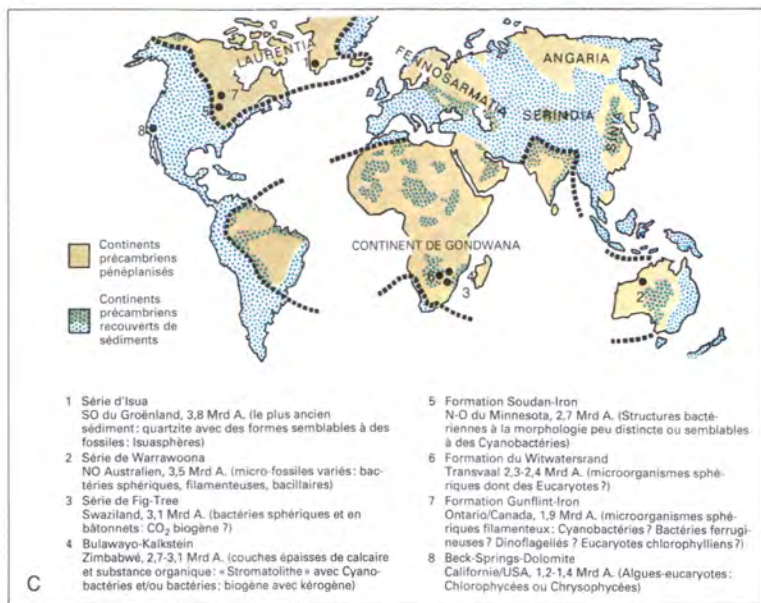 LAURENTIA
FENNOSARMATIA
ANGARIA
SERINDIA
SINIA
1
7
8
CONTINENT DE GONDWANA
3
2
Continents
précambriens
pénéplanisés
Continents
précambriens
recouverts de
sédiments
1 Série d'Isua
SO du Groënland, 3,8 Mrd A. (le plus ancien
sédiment: quartzite avec des formes semblables à des
fossiles: Isuasphères)
2 Série de Warrawoona
NO Australien, 3,5 Mrd A. (micro-fossiles variés: bac-
téries sphériques, filamenteuses, bacillaires)
3 Série de Fig-Tree
Swaziland, 3,1 Mrd A. (bactéries sphériques et en
bâtonnets: CO₂ biogène ?)
4 Bulawayo-Kalkstein
Zimbabwé, 2,7-3,1 Mrd A. (couches épaisses de calcaire
et substance organique: « Stromatolithe » avec Cyano-
bactéries et/ou bactéries; biogène avec kérogène)
5 Formation Soudan-Iron
N-O du Minnesota, 2,7 Mrd A. (Structures bacté-
riennes à la morphologie peu distincte ou semblables
à des Cyanobactéries)
6 Formation du Witwatersrand
Transvaal 2,3-2,4 Mrd A. (microorganismes sphé-
riques dont des Eucaryotes ?)
7 Formation Gunflint-Iron
Ontario/Canada, 1,9 Mrd A. (microorganismes sphé-
riques filamenteux: Cyanobactéries ? Bactéries ferrugi-
neuses ? Dinoflagellés ? Eucaryotes chlorophylliens ?)
8 Beck-Springs-Dolomite
Californie/USA, 1,2-1,4 Mrd A. (Algues-eucaryotes:
Chlorophycées ou Chrysophycées)
C